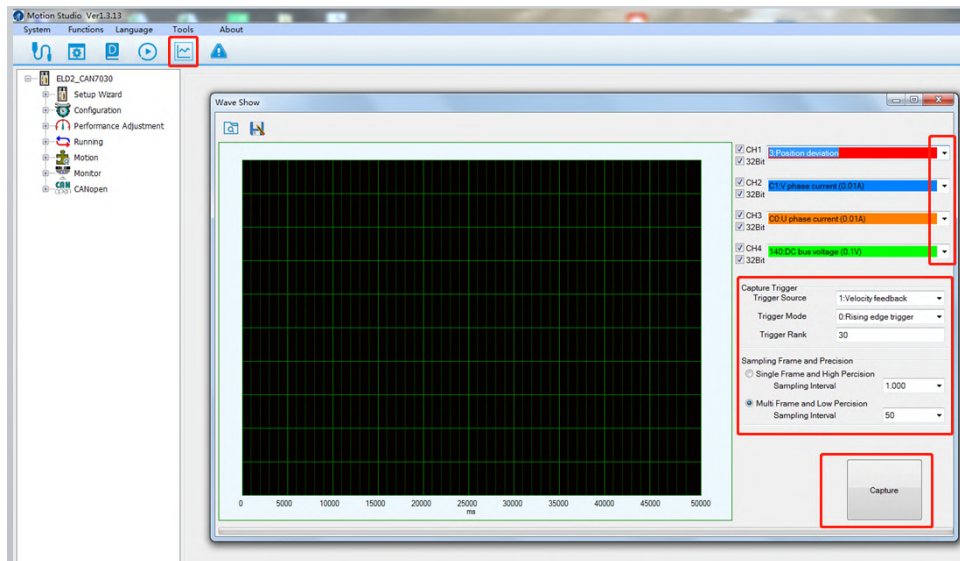 Motion Studio Ver1.3.13
System Functions Language Tools About
ELD2_CAN7030
Setup Wizard
Configuration
Performance Adjustment
Running
Motion
Monitor
CAN open CANopen
Wave Show
CH1 3:Position deviation
32Bit
CH2 C1:V phase current (0.01A)
32Bit
CH3 C0:U phase current (0.01A)
32Bit
CH4 140:DC bus voltage (0.1V)
32Bit
Capture Trigger
Trigger Source 1:Velocity feedback
Trigger Mode 0:Rising edge trigger
Trigger Rank 30
Sampling Frame and Precision
Single Frame and High Percision
Sampling Interval 1.000
Multi Frame and Low Percision
Sampling Interval 50
Capture
0 5000 10000 15000 20000 25000 30000 35000 40000 45000 50000
ms